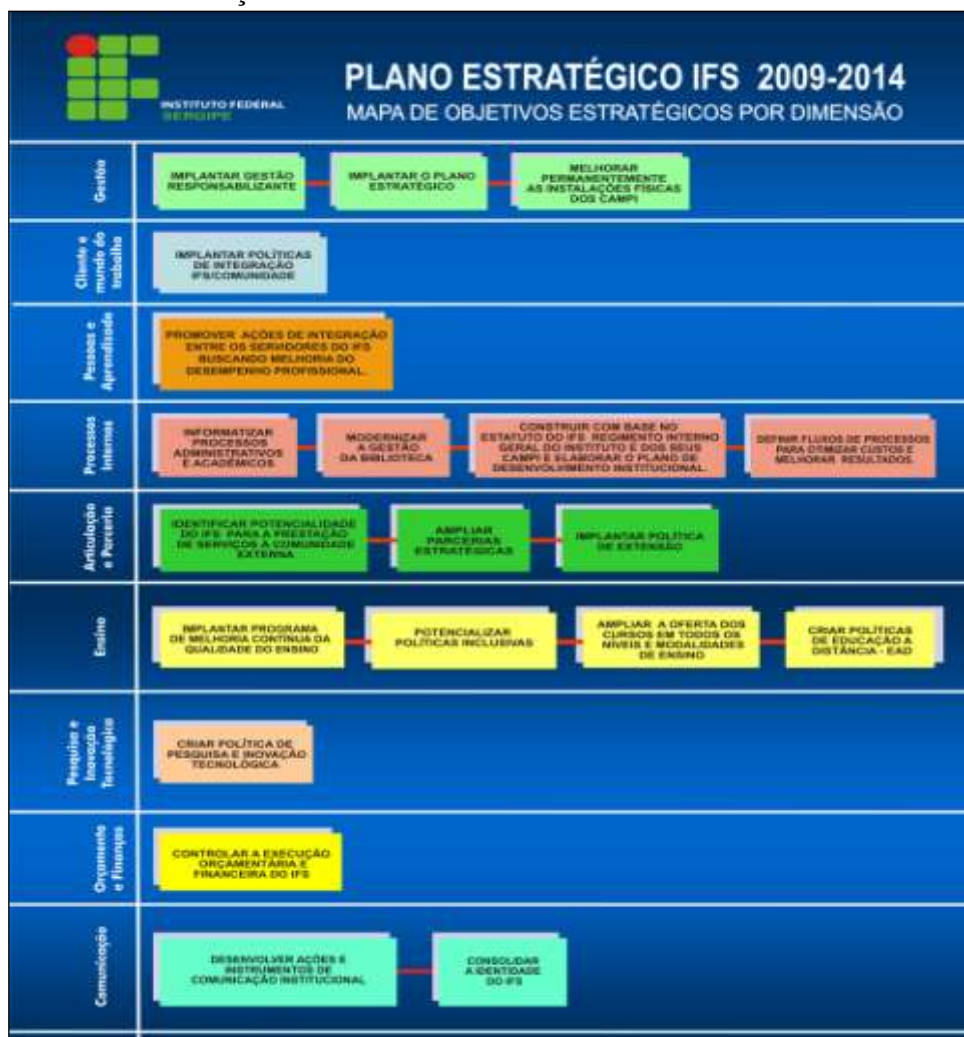 INSTITUTO FEDERAL
SERGIPE
PLANO ESTRATÉGICO IFS 2009-2014
MAPA DE OBJETIVOS ESTRATÉGICOS POR DIMENSÃO
Gestão
IMPLANTAR GESTÃO
RESPONSABILIZANTE
IMPLANTAR O PLANO
ESTRATÉGICO
MELHORAR
PERMANENTEMENTE
AS INSTALAÇÕES FÍSICAS
DOS CAMPI
Cliente e
mundo do
trabalho
IMPLANTAR POLÍTICAS
DE INTEGRAÇÃO
IFS/COMUNIDADE
Pessoas e
Aprendizado
PROMOVER AÇÕES DE INTEGRAÇÃO
ENTRE OS SERVIDORES DO IFS
BUSCANDO MELHORIA DO
DESEMPENHO PROFISSIONAL.
Processos
Internos
INFORMATIZAR
PROCESSOS
ADMINISTRATIVOS
E ACADÊMICOS.
MODERNIZAR
A GESTÃO
DA BIBLIOTECA
CONSTRUIR COM BASE NO
ESTATUTO DO IFS REGIMENTO INTERNO
GERAL DO INSTITUTO E DOS SEUS
CAMPI E ELABORAR O PLANO DE
DESENVOLVIMENTO INSTITUCIONAL.
DEFINIR FLUXOS DE PROCESSOS
PARA OTIMIZAR CUSTOS E
MELHORAR RESULTADOS.
Articulação
e Parceria
IDENTIFICAR POTENCIALIDADE
DO IFS PARA A PRESTAÇÃO
DE SERVIÇOS A COMUNIDADE
EXTERNA
AMPLIAR
PARCERIAS
ESTRATÉGICAS
IMPLANTAR POLÍTICA
DE EXTENSÃO
Ensino
IMPLANTAR PROGRAMA
DE MELHORIA CONTÍNUA DA
QUALIDADE DO ENSINO
POTENCIALIZAR
POLÍTICAS INCLUSIVAS
AMPLIAR A OFERTA DOS
CURSOS EM TODOS OS
NÍVEIS E MODALIDADES
DE ENSINO
CRIAR POLÍTICAS
DE EDUCAÇÃO A
DISTÂNCIA - EAD
Pesquisa e
Inovação
Tecnológica
CRIAR POLÍTICA DE
PESQUISA E INOVAÇÃO
TECNOLÓGICA
Orçamento
e Finanças
CONTROLAR A EXECUÇÃO
ORÇAMENTÁRIA E
FINANCEIRA DO IFS
Comunicação
DESENVOLVER AÇÕES E
INSTRUMENTOS DE
COMUNICAÇÃO INSTITUCIONAL
CONSOLIDAR
A IDENTIDADE
DO IFS